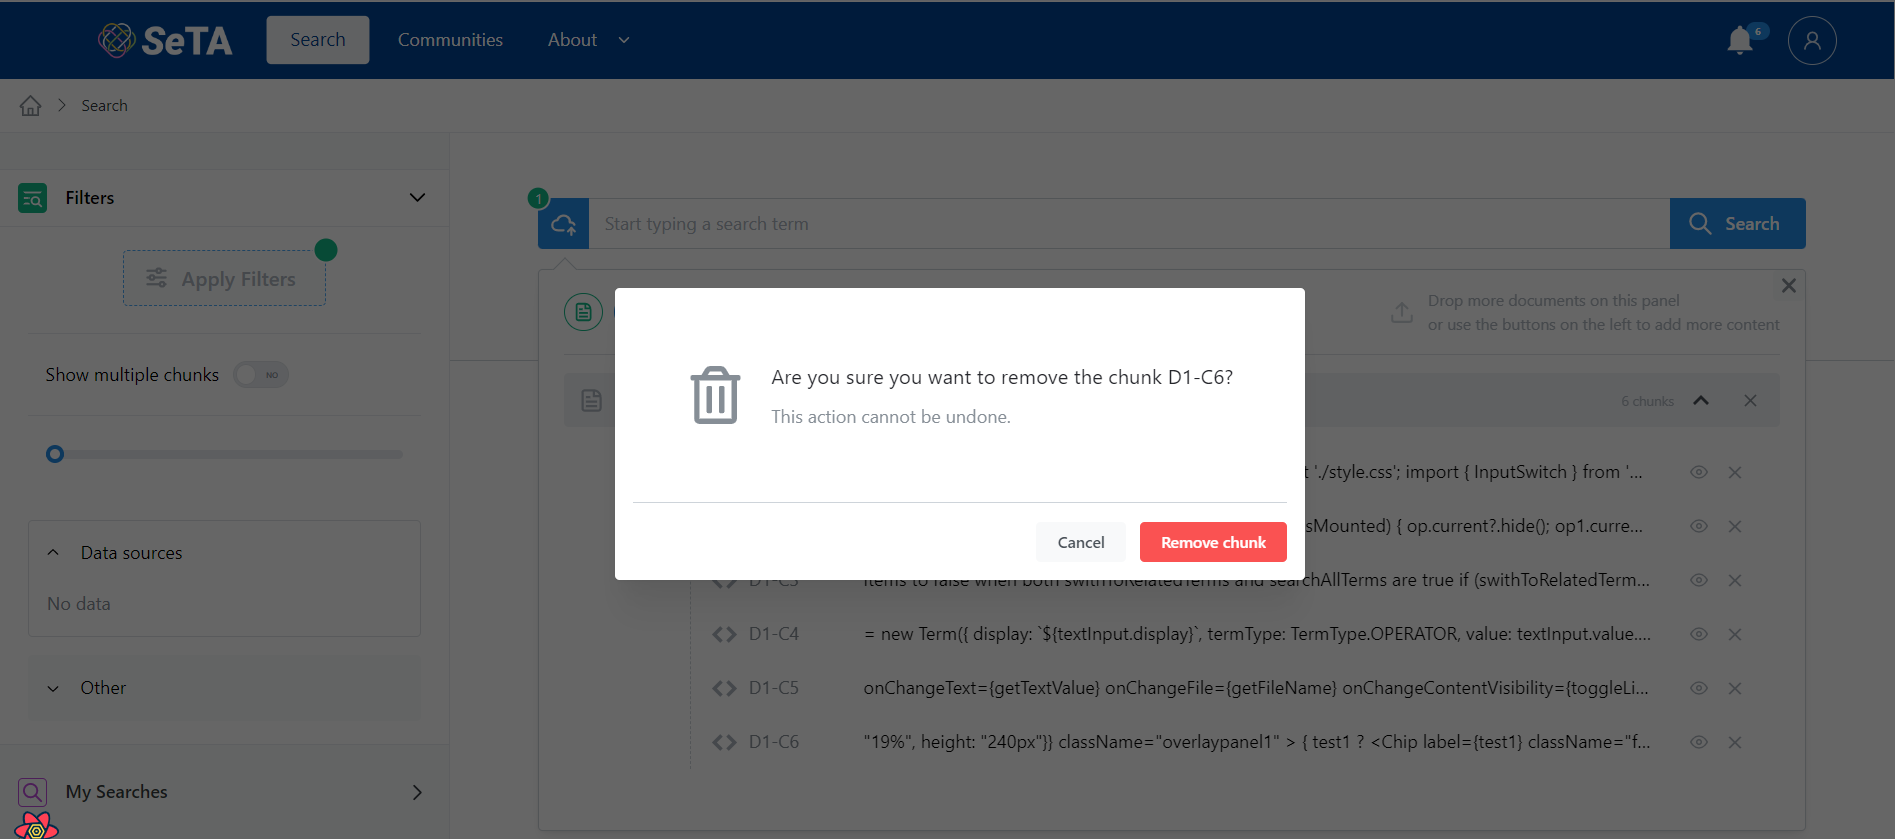 SeTA
Search
Communities
About
6
Search
Filters
1
Start typing a search term
Search
Apply Filters
Drop more documents on this panel
or use the buttons on the left to add more content
Show multiple chunks
NO
Are you sure you want to remove the chunk D1-C6?
This action cannot be undone.
6 chunks
t './style.css'; import { InputSwitch } from '...
sMounted) { op.current?.hide(); op1.curre...
Cancel
Remove chunk
Data sources
No data
items to false when both swithToRelatedTerms and searchAllTerms are true if (swithToRelatedTerm...
D1-C4
= new Term({ display: `${textInput.display}`, termType: TermType.OPERATOR, value: textInput.value....
Other
D1-C5
onChangeText={getTextValue} onChangeFile={getFileName} onChangeContentVisibility={toggleLi...
D1-C6
"19%", height: "240px"}} className="overlaypanel1" > { test1 ? <Chip label={test1} className="f...
My Searches